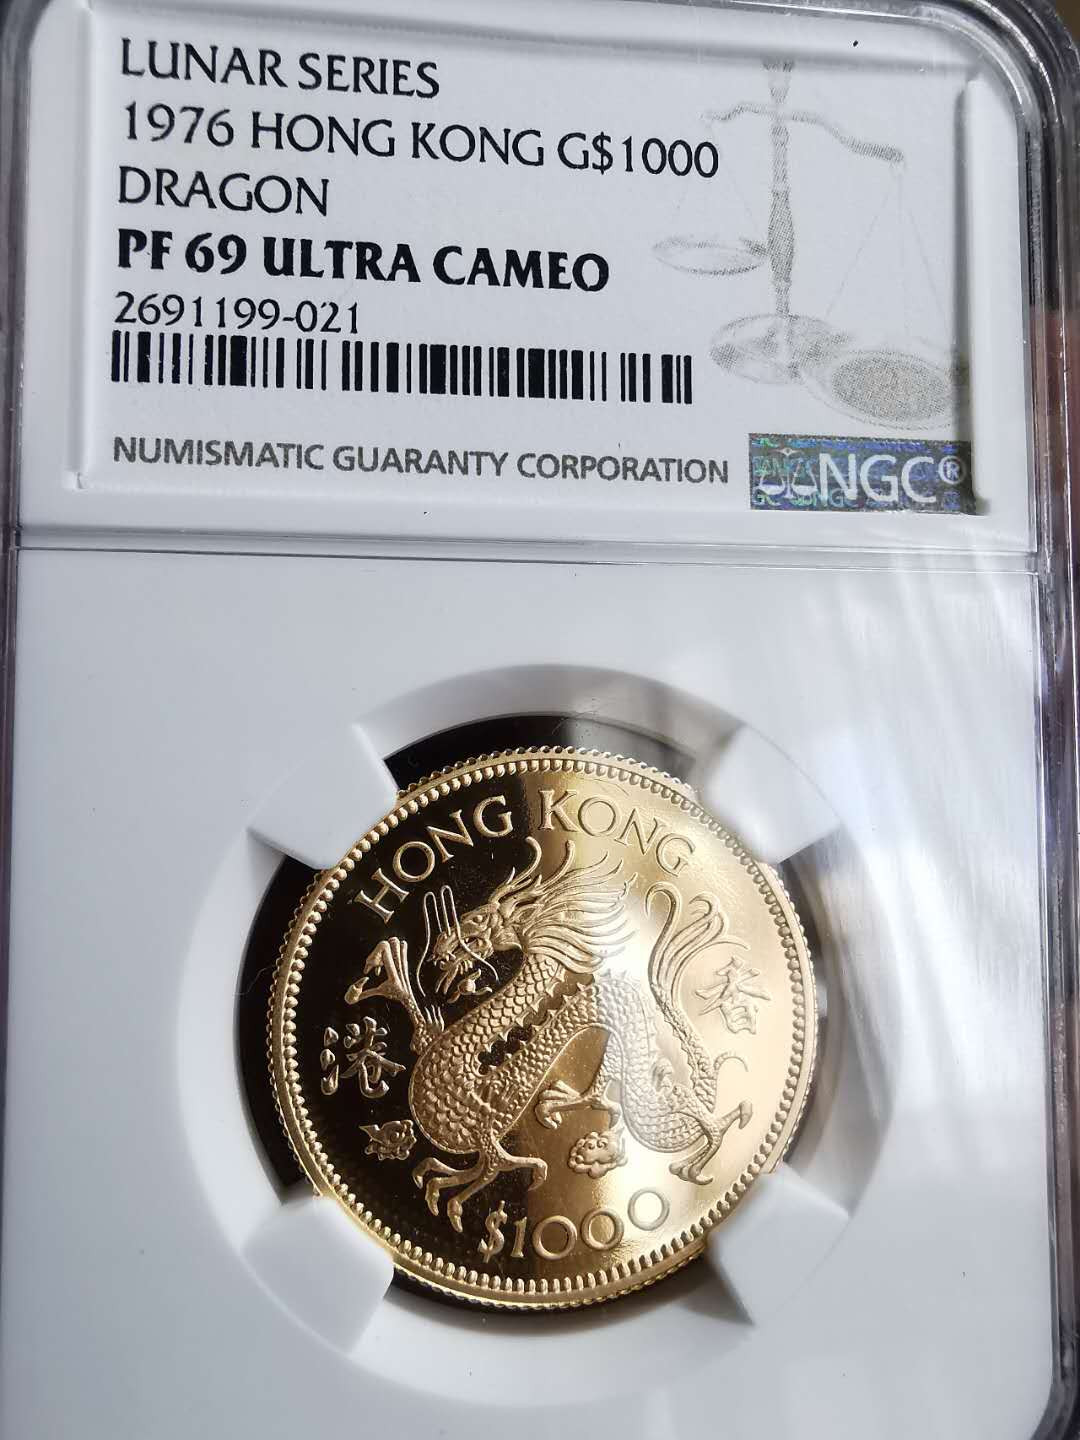 LUNAR SERIES
1976 HONG KONG G$1000
DRAGON
PF 69 ULTRA CAMEO
2691199-021
NUMISMATIC GUARANTY CORPORATION
NGC®
HONG KONG
香
港
$1000